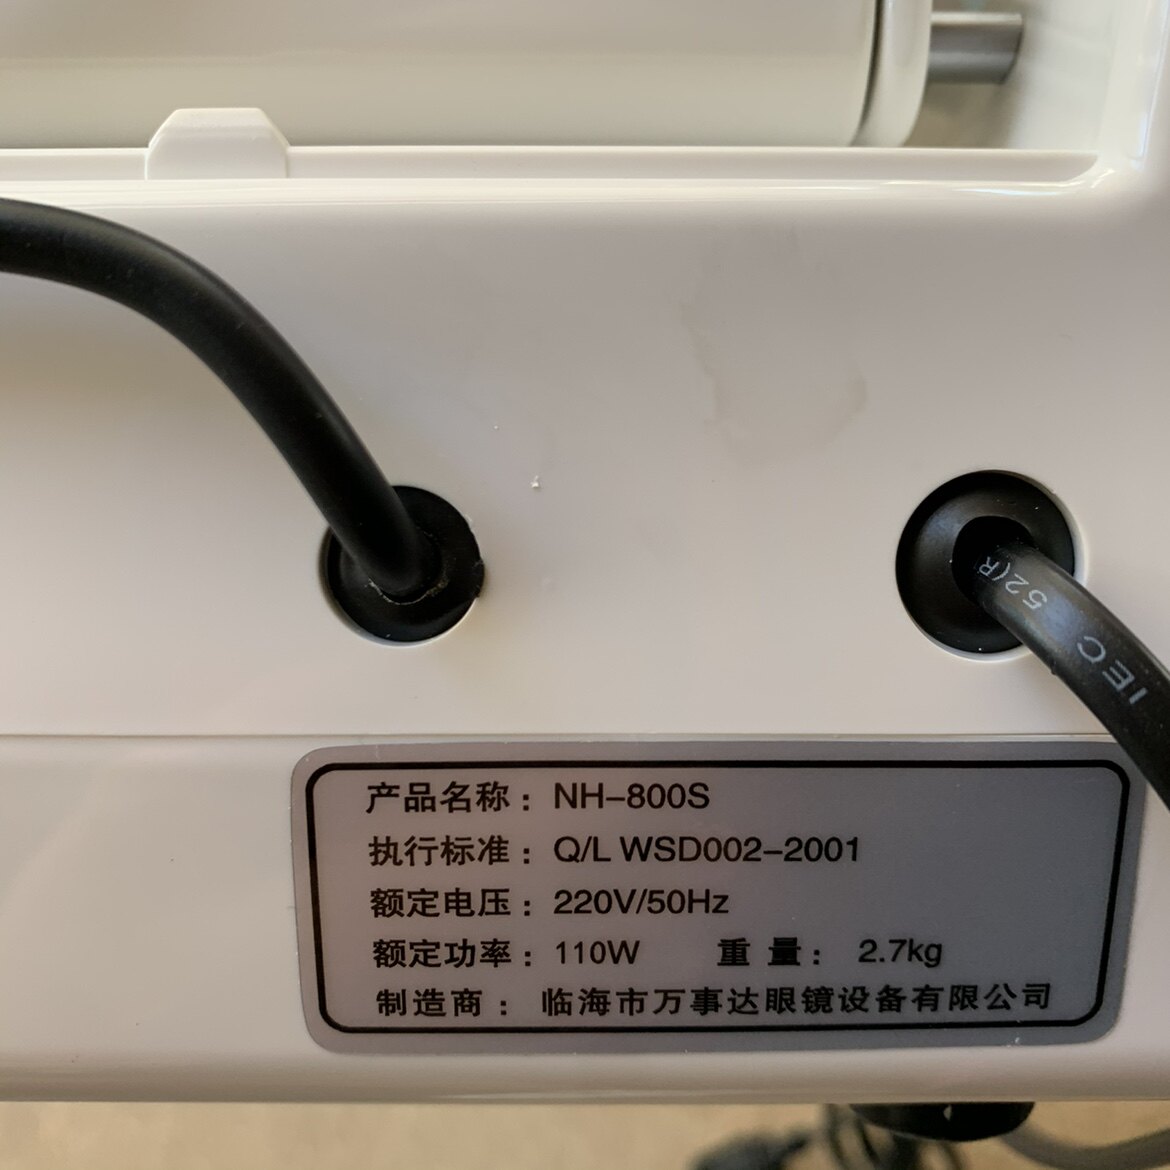 52(R
IEC
产品名称：NH-800S
执行标准：Q/L WSD002-2001
额定电压：220V/50Hz
额定功率：110W 重 量：2.7kg
制造商：临海市万事达眼镜设备有限公司